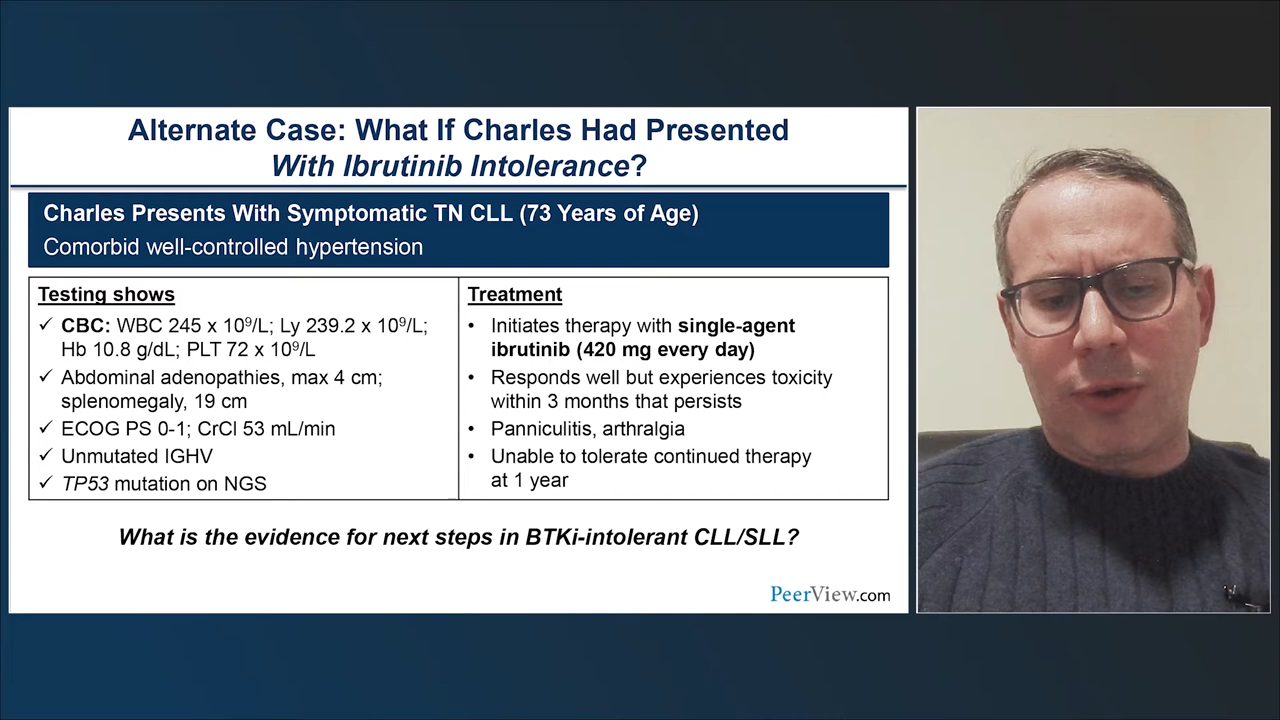 Alternate Case: What If Charles Had Presented
With Ibrutinib Intolerance?
Charles Presents With Symptomatic TN CLL (73 Years of Age)
Comorbid well-controlled hypertension
Testing shows
✓ CBC: WBC 245 x 10⁹/L; Ly 239.2 x 10⁹/L;
Hb 10.8 g/dL; PLT 72 x 10⁹/L
✓ Abdominal adenopathies, max 4 cm;
splenomegaly, 19 cm
✓ ECOG PS 0-1; CrCl 53 mL/min
✓ Unmutated IGHV
✓ TP53 mutation on NGS
Treatment
• Initiates therapy with single-agent
ibrutinib (420 mg every day)
• Responds well but experiences toxicity
within 3 months that persists
• Panniculitis, arthralgia
• Unable to tolerate continued therapy
at 1 year
What is the evidence for next steps in BTKi-intolerant CLL/SLL?
PeerView.com